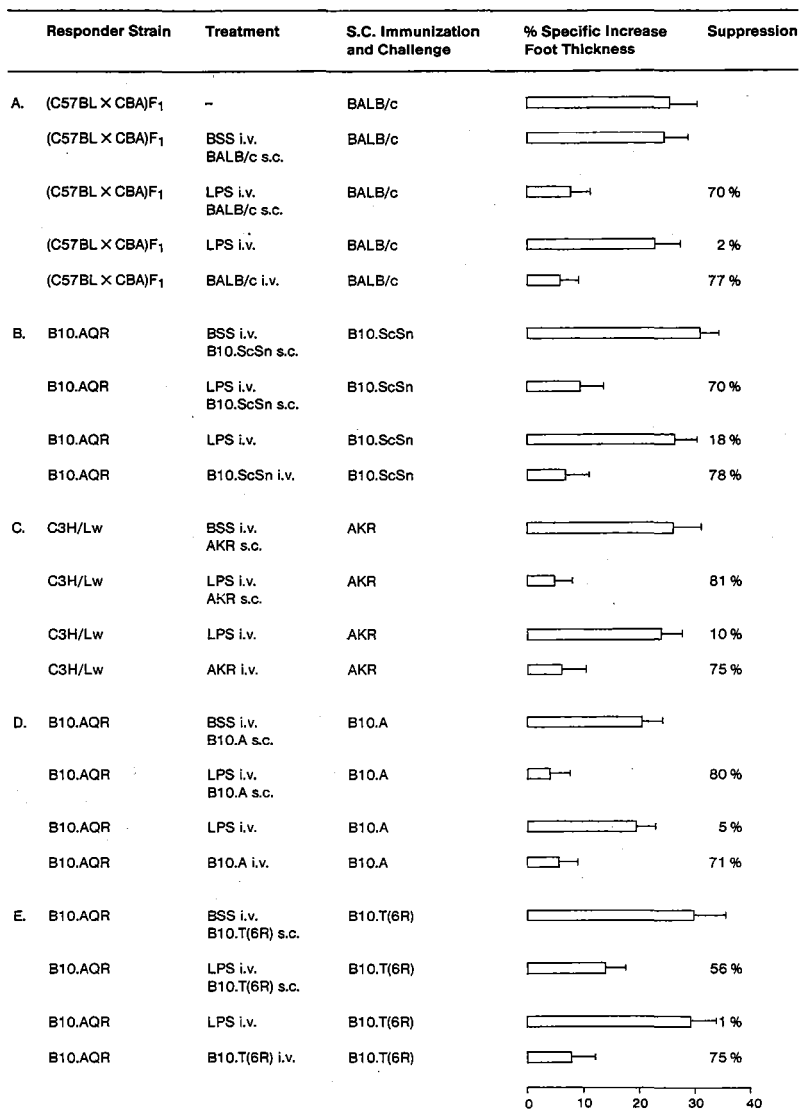 Responder Strain Treatment S.C. Immunization and Challenge % Specific Increase Foot Thickness Suppression
A. (C57BL X CBA)F1 – BALB/c
(C57BL X CBA)F1 BSS i.v. BALB/c
BALB/c s.c.
(C57BL X CBA)F1 LPS i.v. BALB/c 70 %
BALB/c s.c.
(C57BL X CBA)F1 LPS i.v. BALB/c 2 %
(C57BL X CBA)F1 BALB/c i.v. BALB/c 77 %
B. B10.AQR BSS i.v. B10.ScSn
B10.ScSn s.c.
B10.AQR LPS i.v. B10.ScSn 70 %
B10.ScSn s.c.
B10.AQR LPS i.v. B10.ScSn 18 %
B10.AQR B10.ScSn i.v. B10.ScSn 78 %
C. C3H/Lw BSS i.v. AKR
AKR s.c.
C3H/Lw LPS i.v. AKR 81 %
AKR s.c.
C3H/Lw LPS i.v. AKR 10 %
C3H/Lw AKR i.v. AKR 75 %
D. B10.AQR BSS i.v. B10.A
B10.A s.c.
B10.AQR LPS i.v. B10.A 80 %
B10.A s.c.
B10.AQR LPS i.v. B10.A 5 %
B10.AQR B10.A i.v. B10.A 71 %
E. B10.AQR BSS i.v. B10.T(6R)
B10.T(6R) s.c.
B10.AQR LPS i.v. B10.T(6R) 56 %
B10.T(6R) s.c.
B10.AQR LPS i.v. B10.T(6R) 1 %
B10.AQR B10.T(6R) i.v. B10.T(6R) 75 %
0 10 20 30 40